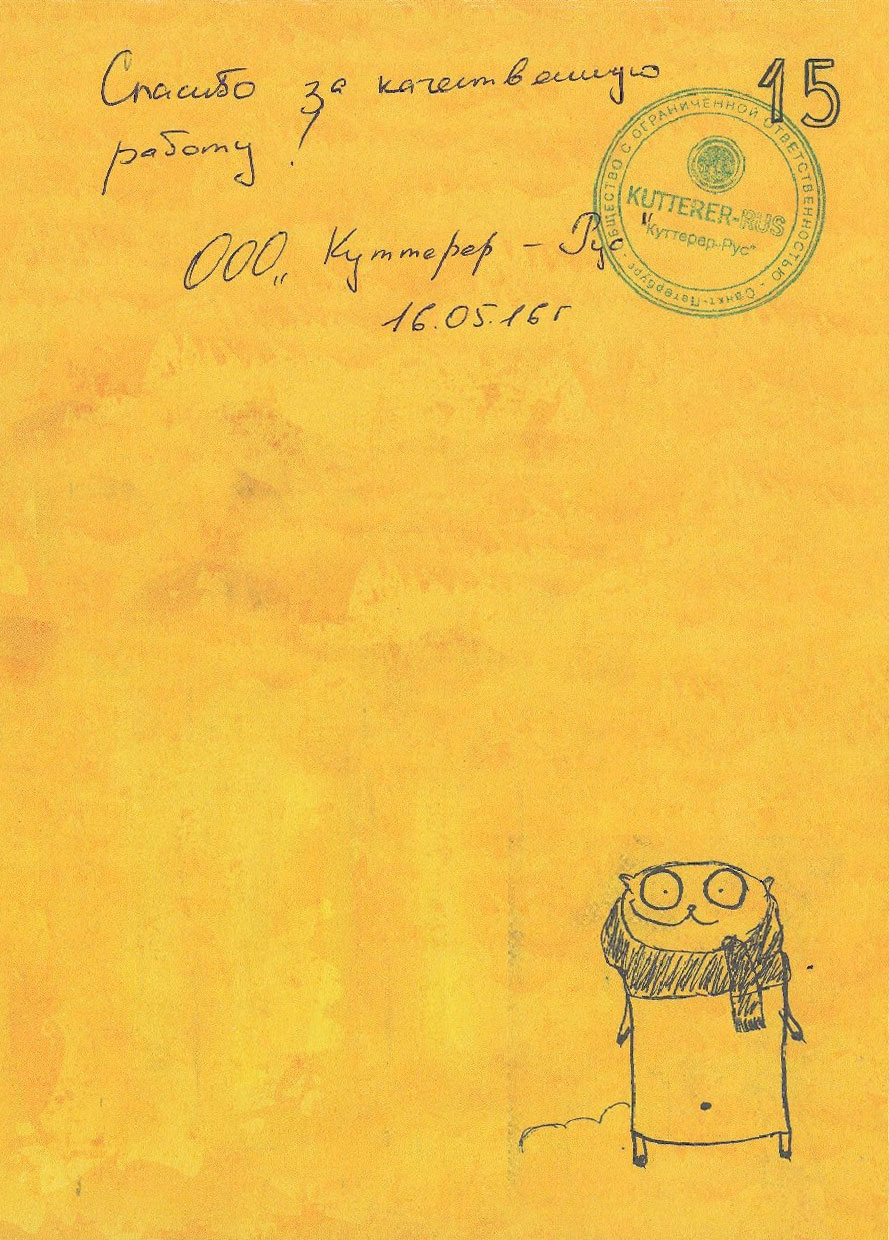 15
Спасибо за качественную
работу!
ООО „Куттерер - Рус"
16.05.16г
ОБЩЕСТВО С ОГРАНИЧЕННОЙ ОТВЕТСТВЕННОСТЬЮ · Санкт-Петербург ·
KUTTERER-RUS
"Куттерер-Рус"